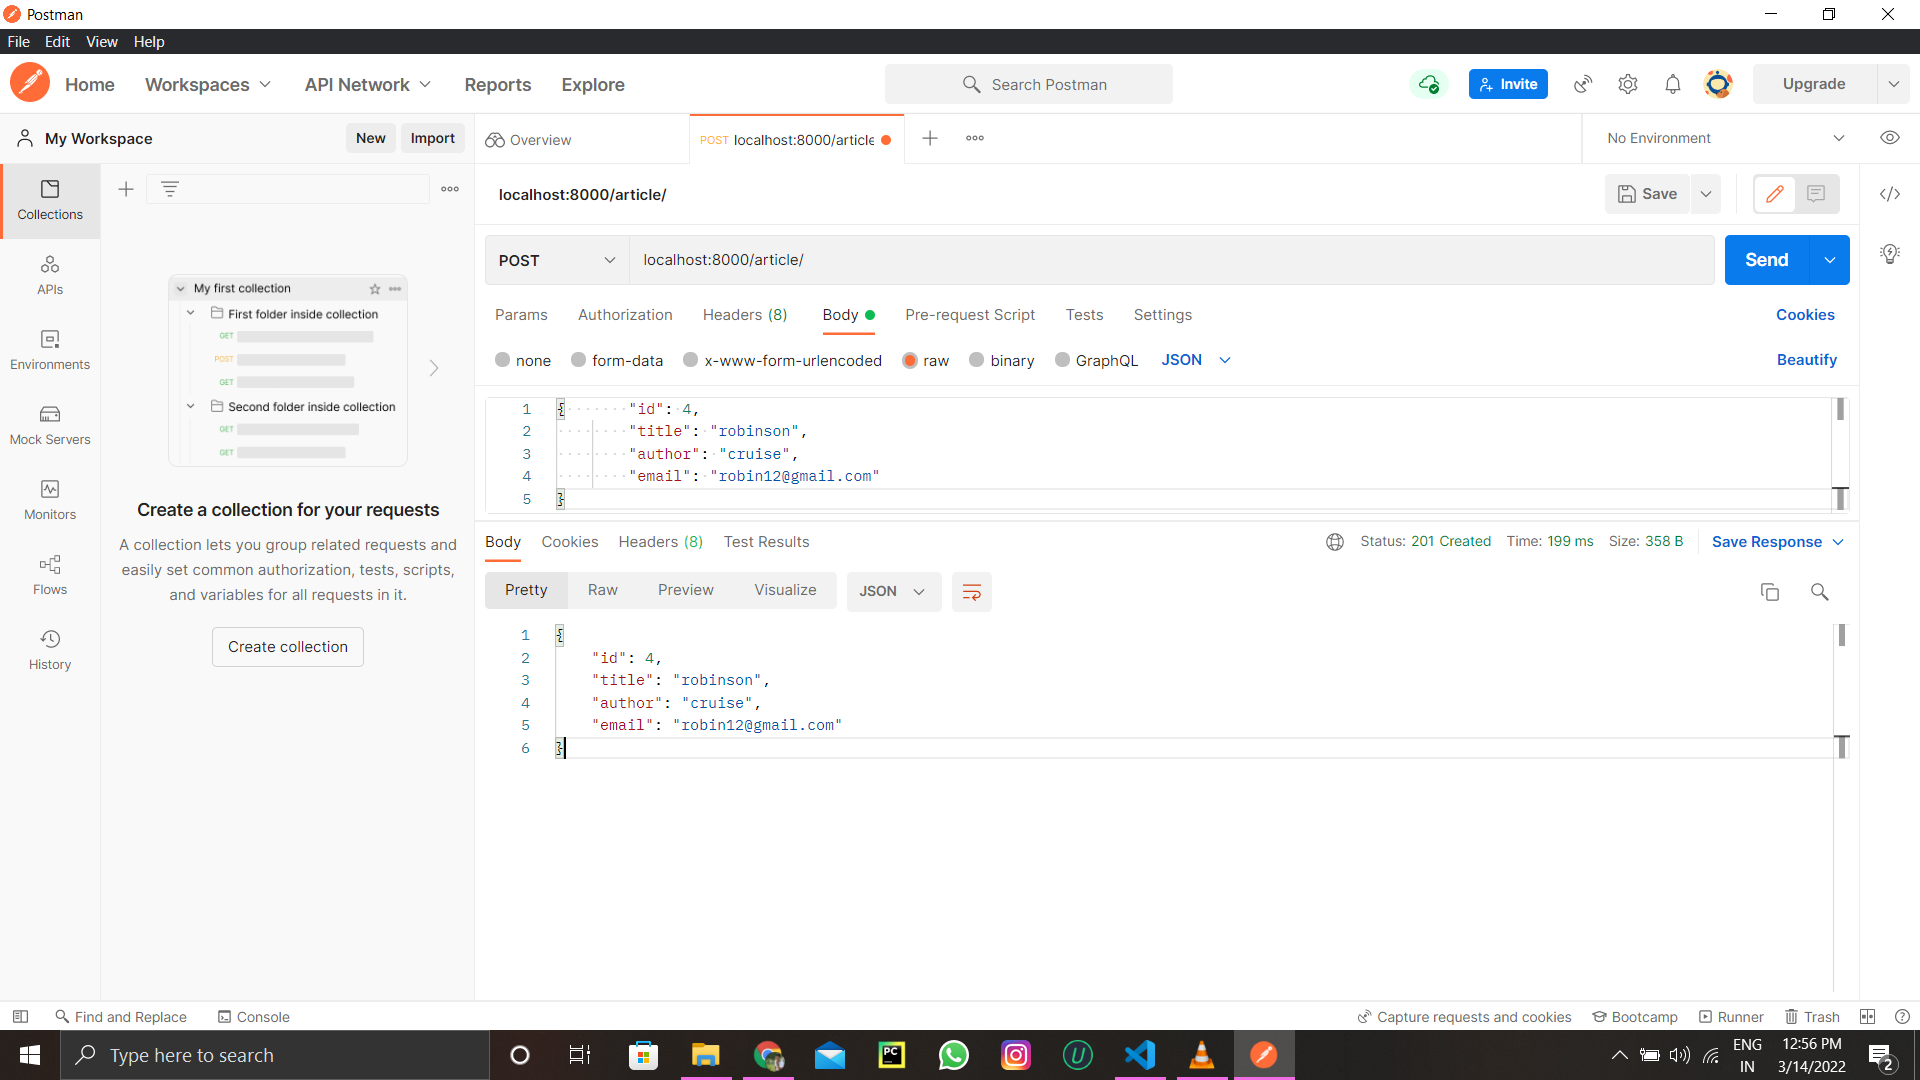 Postman
File Edit View Help
Home Workspaces API Network Reports Explore Search Postman Invite Upgrade
My Workspace New Import Overview POST localhost:8000/article No Environment
Collections
APIs
Environments
Mock Servers
Monitors
Flows
History
My first collection
First folder inside collection
GET
POST
GET
Second folder inside collection
GET
GET
Create a collection for your requests
A collection lets you group related requests and
easily set common authorization, tests, scripts,
and variables for all requests in it.
Create collection
localhost:8000/article/ Save
POST localhost:8000/article/ Send
Params Authorization Headers (8) Body Pre-request Script Tests Settings Cookies
none form-data x-www-form-urlencoded raw binary GraphQL JSON Beautify
1 { "id": 4,
2 "title": "robinson",
3 "author": "cruise",
4 "email": "robin12@gmail.com"
5 }
Body Cookies Headers (8) Test Results Status: 201 Created Time: 199 ms Size: 358 B Save Response
Pretty Raw Preview Visualize JSON
1 {
2 "id": 4,
3 "title": "robinson",
4 "author": "cruise",
5 "email": "robin12@gmail.com"
6 }
Find and Replace Console Capture requests and cookies Bootcamp Runner Trash
Type here to search PC ENG 12:56 PM
IN 3/14/2022 2